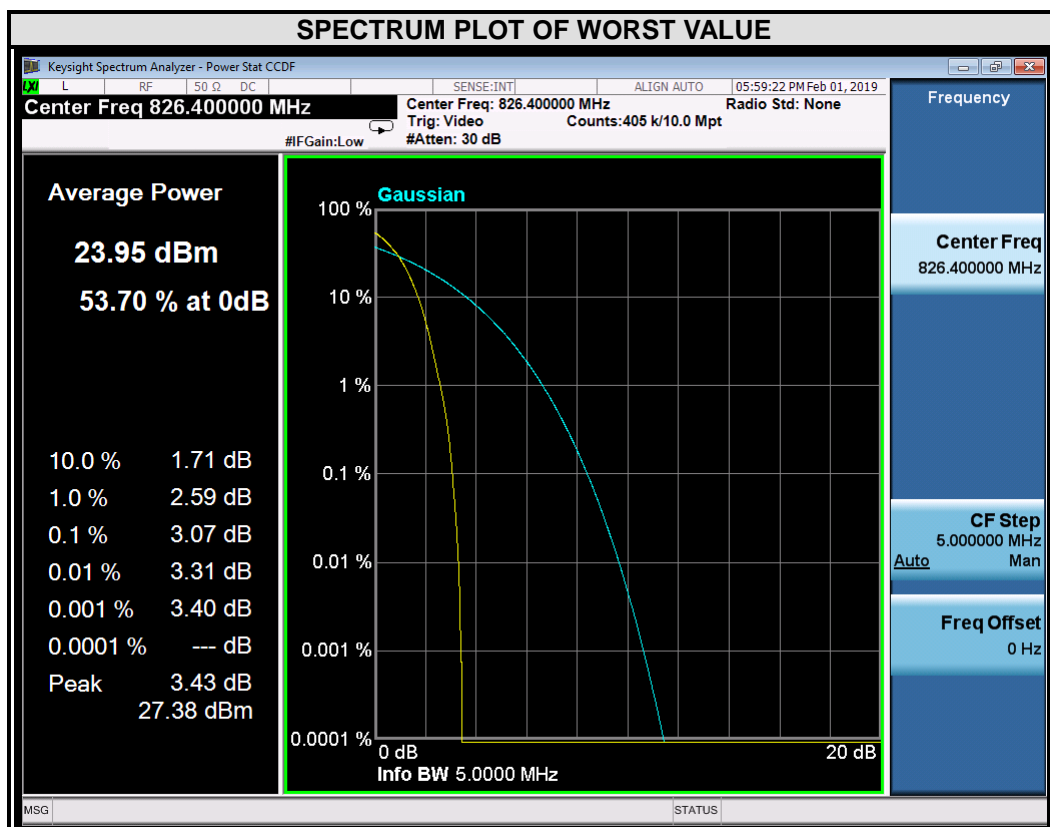 SPECTRUM PLOT OF WORST VALUE
Keysight Spectrum Analyzer - Power Stat CCDF
LXI L RF 50 Ω DC SENSE:INT ALIGN AUTO 05:59:22 PM Feb 01, 2019
Center Freq 826.400000 MHz
#IFGain:Low
Center Freq: 826.400000 MHz Radio Std: None
Trig: Video Counts:405 k/10.0 Mpt
#Atten: 30 dB
Average Power
23.95 dBm
53.70 % at 0dB
10.0 % 1.71 dB
1.0 % 2.59 dB
0.1 % 3.07 dB
0.01 % 3.31 dB
0.001 % 3.40 dB
0.0001 % --- dB
Peak 3.43 dB
27.38 dBm
Gaussian
100 %
10 %
1 %
0.1 %
0.01 %
0.001 %
0.0001 %
0 dB 20 dB
Info BW 5.0000 MHz
Frequency
Center Freq
826.400000 MHz
CF Step
5.000000 MHz
Auto Man
Freq Offset
0 Hz
MSG STATUS